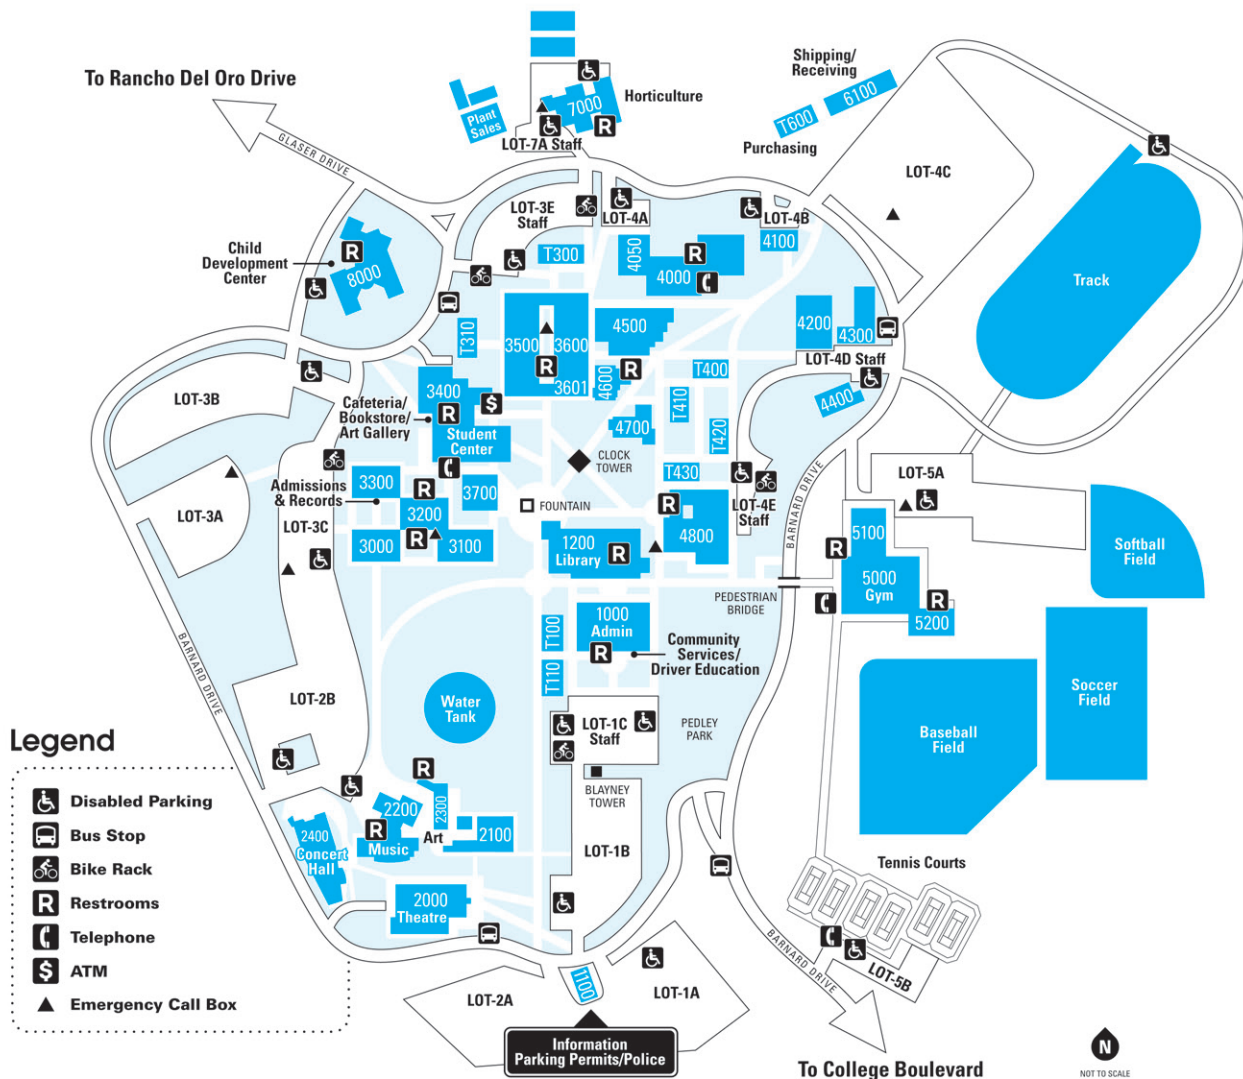 To Rancho Del Oro Drive
GLASER DRIVE
Plant
Sales
7000
Horticulture
LOT-7A Staff
Shipping/
Receiving
6100
T600
Purchasing
LOT-4C
Track
LOT-3E
Staff
LOT-4A
LOT-4B
4100
Child
Development
Center
8000
T300
4050
4000
T310
3500
3600
3601
4500
4600
4200
4300
LOT-4D Staff
T400
4400
LOT-3B
3400
Cafeteria/
Bookstore/
Art Gallery
Student
Center
T410
4700
T420
CLOCK
TOWER
T430
LOT-4E
Staff
BARNARD DRIVE
LOT-5A
LOT-3A
3300
Admissions
& Records
3200
3700
FOUNTAIN
LOT-3C
3000
3100
1200
Library
4800
5100
5000
Gym
5200
Softball
Field
PEDESTRIAN
BRIDGE
T100
1000
Admin
Community
Services/
Driver Education
T110
BARNARD DRIVE
LOT-2B
Water
Tank
LOT-1C
Staff
PEDLEY
PARK
Soccer
Field
Baseball
Field
BLAYNEY
TOWER
2200
2300
2400
Concert
Hall
Music
Art
2100
LOT-1B
2000
Theatre
Tennis Courts
BARNARD DRIVE
LOT-5B
LOT-2A
1100
LOT-1A
Information
Parking Permits/Police
To College Boulevard
N
NOT TO SCALE
Legend
Disabled Parking
Bus Stop
Bike Rack
R Restrooms
Telephone
$ ATM
Emergency Call Box